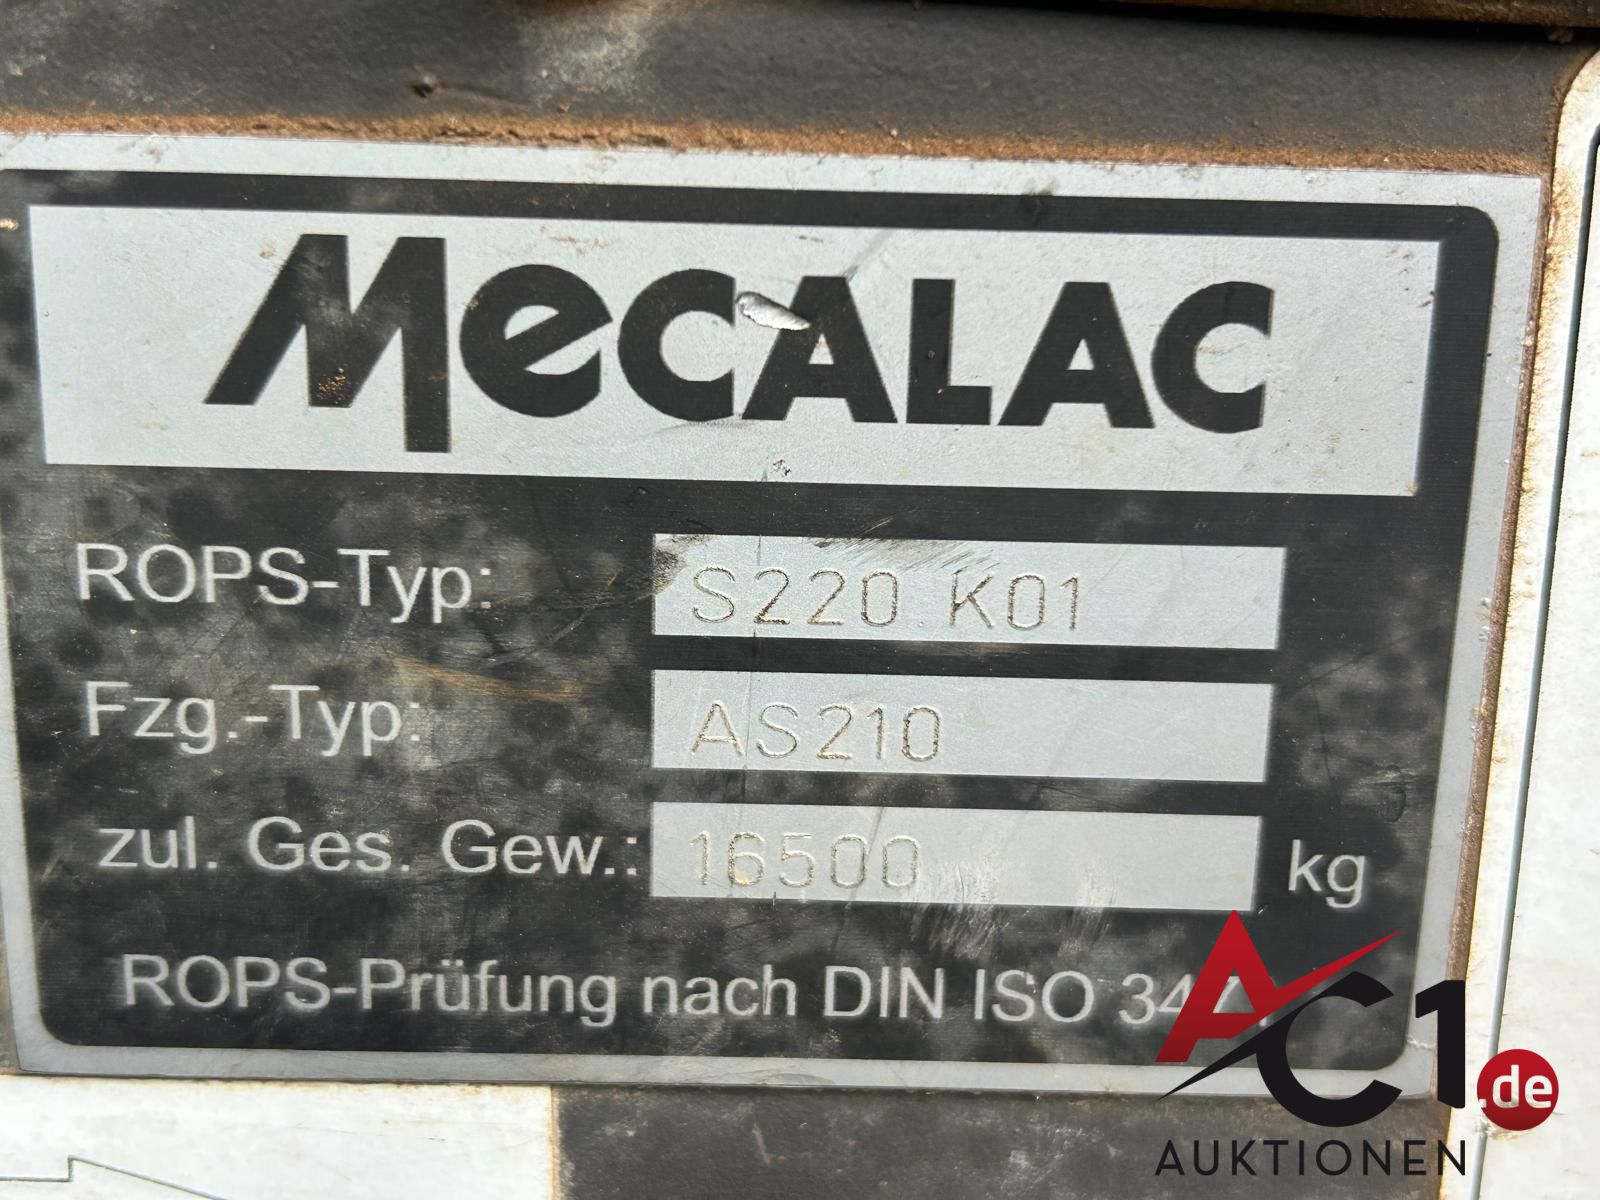 MeCALAC
ROPS-Typ: S220.K01
Fzg.-Typ: AS210
zul. Ges. Gew.: 16500 kg
ROPS-Prüfung nach DIN ISO
AC1.de
AUKTIONEN